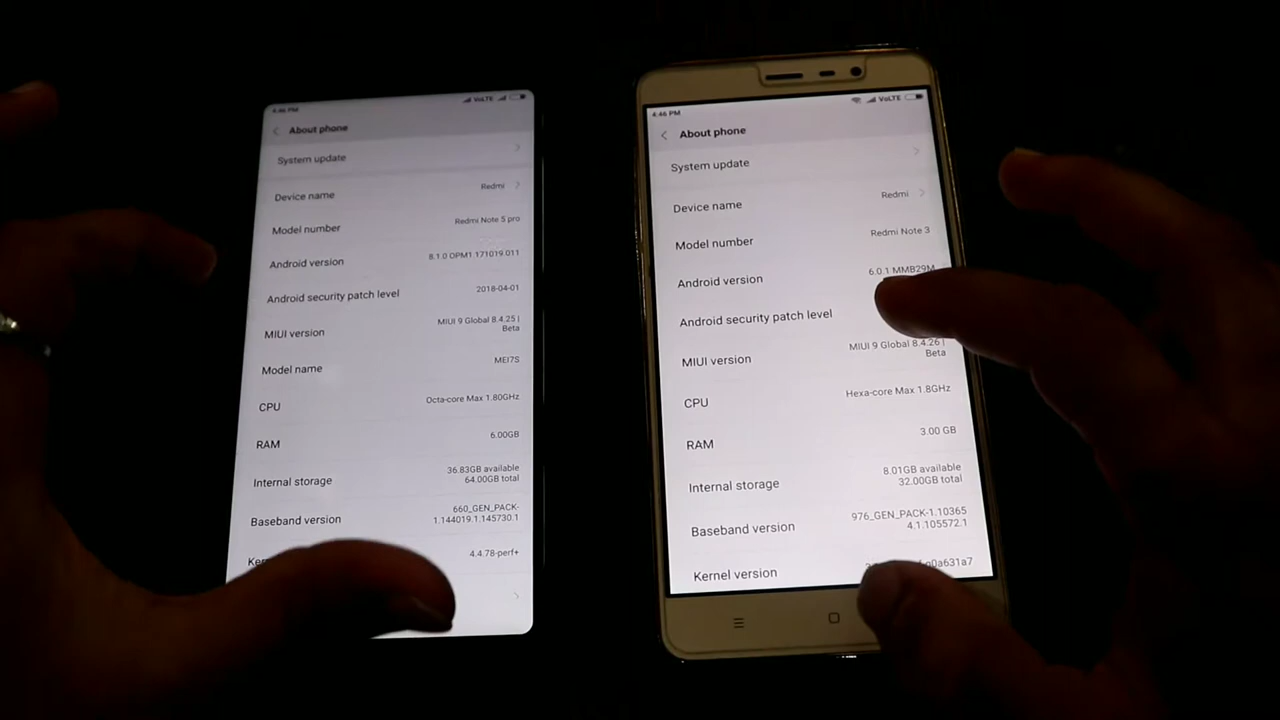 4:46 PM
VoLTE
About phone
System update
Device name
Redmi
Model number
Redmi Note 5 pro
Android version
8.1.0 OPM1.171019.011
Android security patch level
2018-04-01
MIUI version
MIUI 9 Global 8.4.25 |
Beta
Model name
MEI7S
CPU
Octa-core Max 1.80GHz
RAM
6.00GB
Internal storage
36.83GB available
64.00GB total
Baseband version
660_GEN_PACK-
1.144019.1.145730.1
4.4.78-perf+
4:46 PM
VoLTE
About phone
System update
Device name
Redmi
Model number
Redmi Note 3
Android version
6.0.1 MMB29M
Android security patch level
MIUI version
MIUI 9 Global 8.4.26 |
Beta
CPU
Hexa-core Max 1.8GHz
RAM
3.00 GB
Internal storage
8.01GB available
32.00GB total
Baseband version
976_GEN_PACK-1.10365
4.1.105572.1
Kernel version